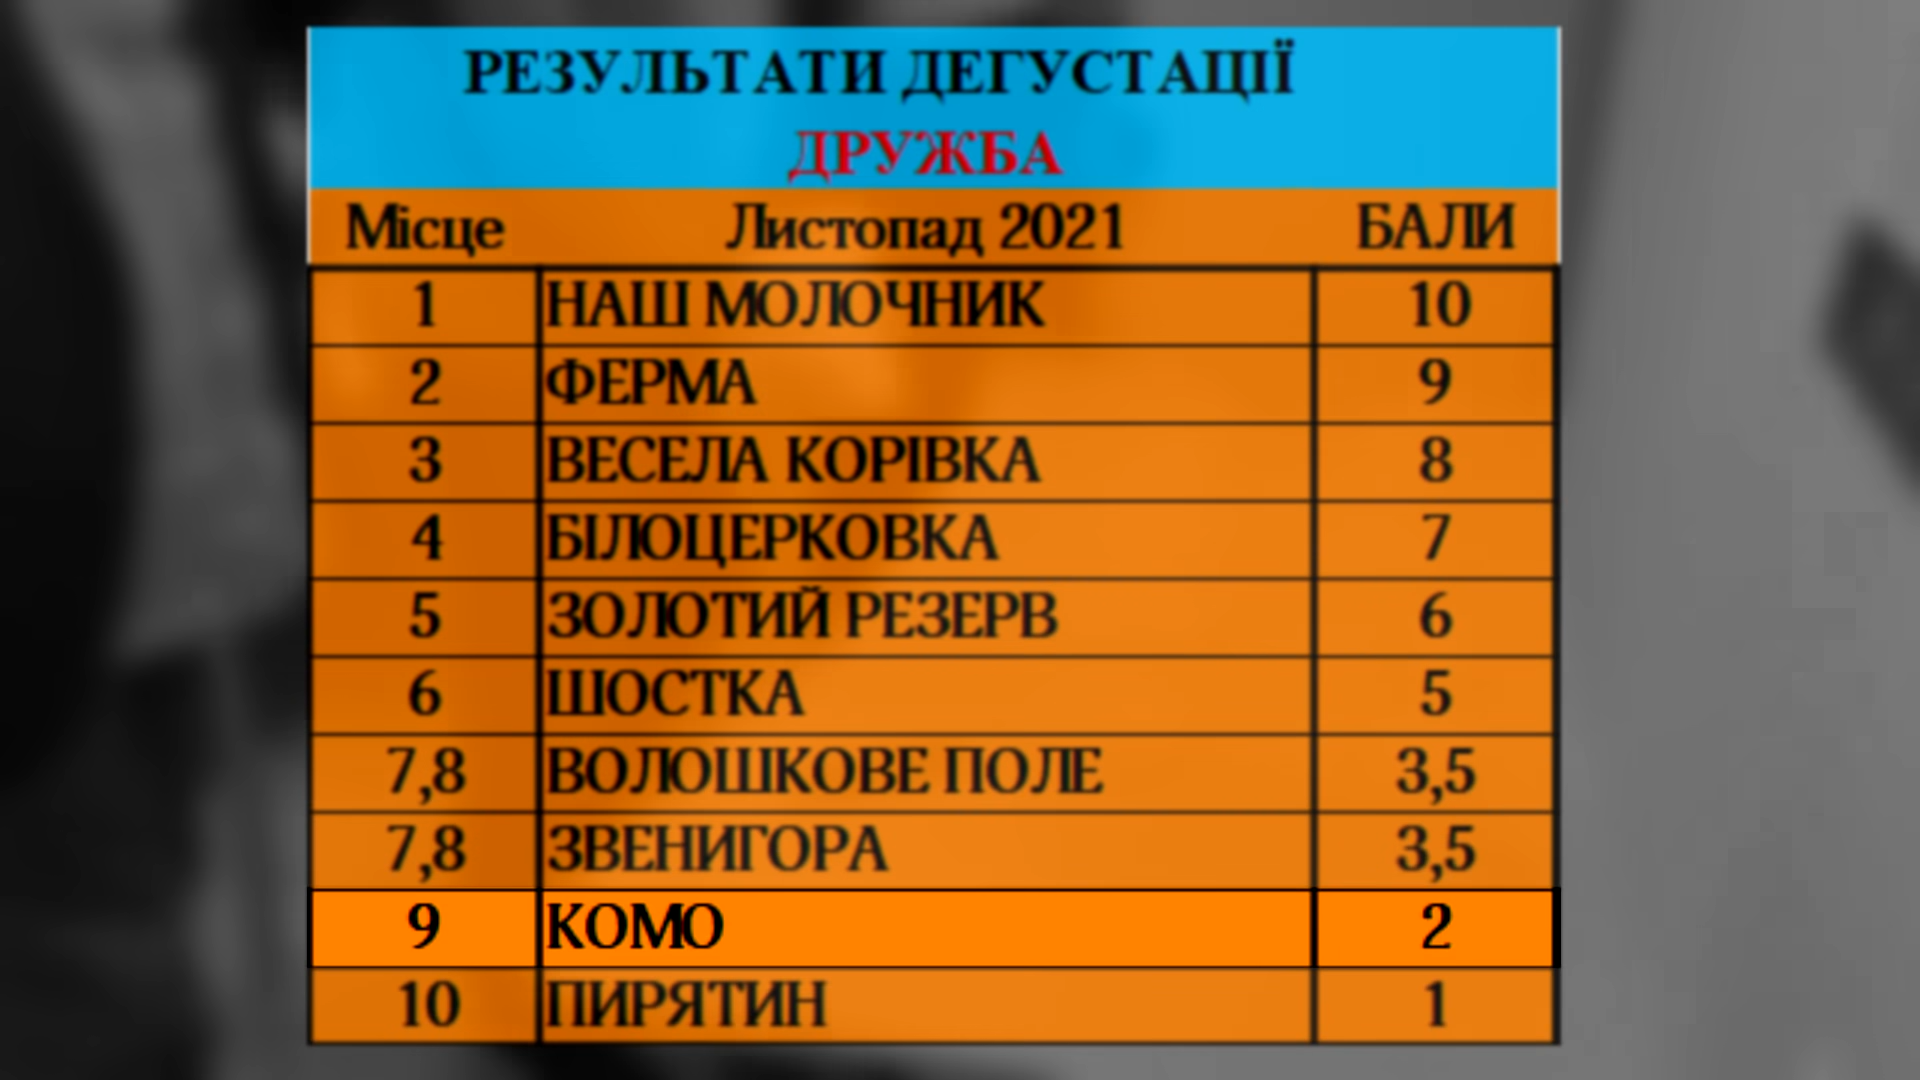 РЕЗУЛЬТАТИ ДЕГУСТАЦІЇ
ДРУЖБА
Місце Листопад 2021 БАЛИ
1 НАШ МОЛОЧНИК 10
2 ФЕРМА 9
3 ВЕСЕЛА КОРІВКА 8
4 БІЛОЦЕРКОВКА 7
5 ЗОЛОТИЙ РЕЗЕРВ 6
6 ШОСТКА 5
7,8 ВОЛОШКОВЕ ПОЛЕ 3,5
7,8 ЗВЕНИГОРА 3,5
9 КОМО 2
10 ПИРЯТИН 1